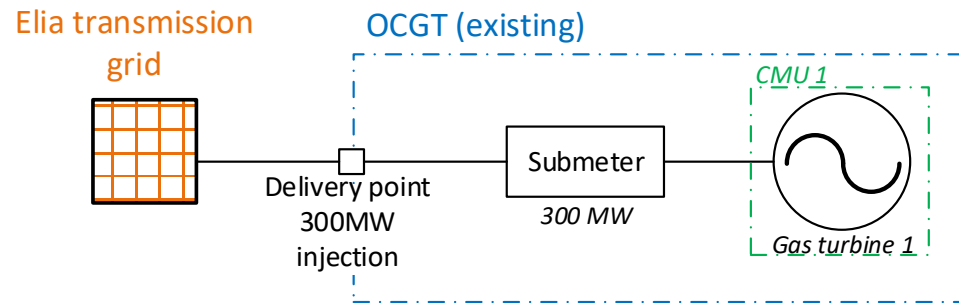 Elia transmission
grid
OCGT (existing)
CMU 1
Submeter
300 MW
Delivery point
300MW
injection
Gas turbine 1